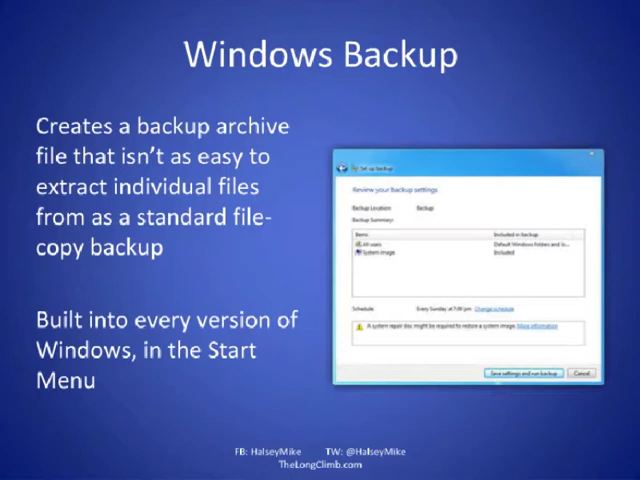 Windows Backup
Creates a backup archive
file that isn't as easy to
extract individual files
from as a standard file-
copy backup
Built into every version of
Windows, in the Start
Menu
Set up backup
Review your backup settings
Backup Location: Backup
Backup Summary:
Items Included in backup
All users Default Windows folders and lo...
System image Included
Schedule: Every Sunday at 7:00 pm Change schedule
A system repair disc might be required to restore a system image. More information
Save settings and run backup Cancel
FB: HalseyMike TW: @HalseyMike
TheLongClimb.com